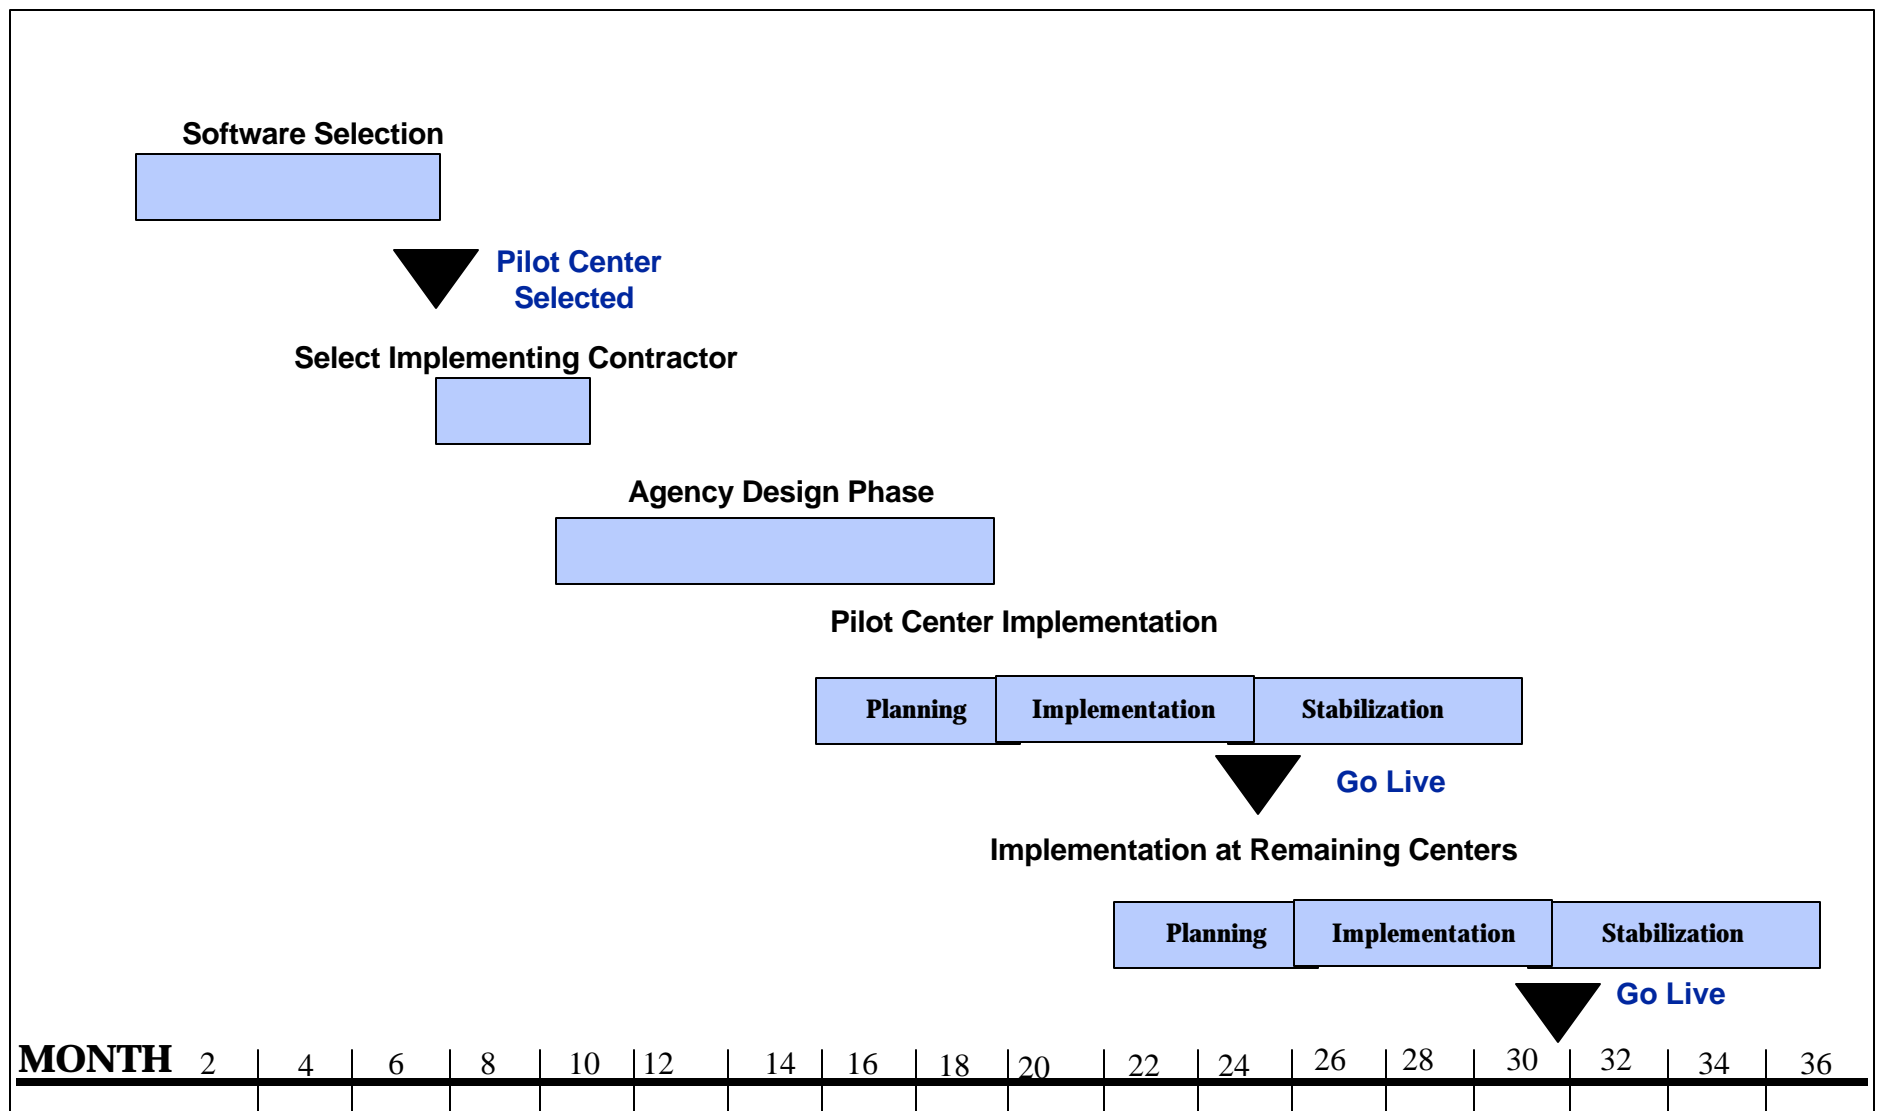 Software Selection
Pilot Center
Selected
Select Implementing Contractor
Agency Design Phase
Pilot Center Implementation
Planning Implementation Stabilization
Go Live
Implementation at Remaining Centers
Planning Implementation Stabilization
Go Live
MONTH 2 4 6 8 10 12 14 16 18 20 22 24 26 28 30 32 34 36